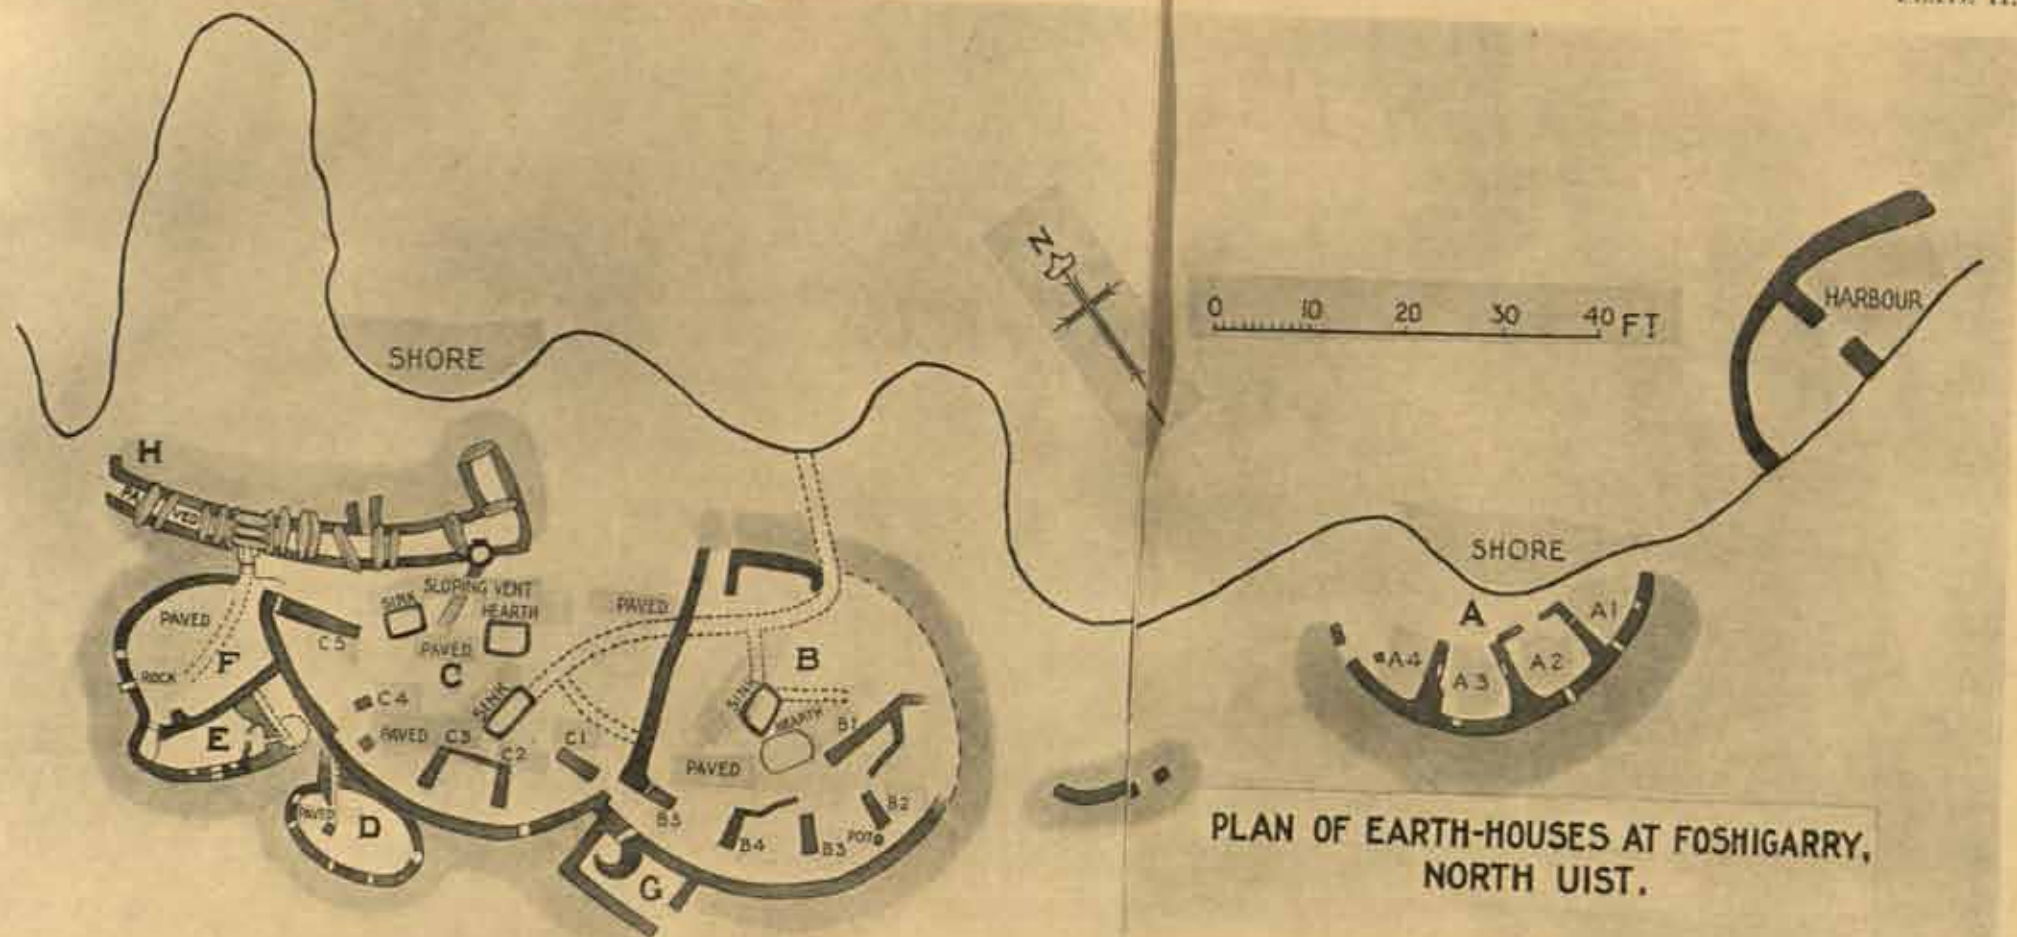 N
0 10 20 30 40 FT
HARBOUR
SHORE
SHORE
H
PA
VED
SLOPING VENT
SINK
HEARTH
PAVED
PAVED
PAVED
C5
C
F
ROCK
B
A
A1
A2
A3
A4
C4
SINK
SINK
HEARTH
B1
E
PAVED
C3
C2
C1
PAVED
PAVED
D
B5
B4
B3
POT
B2
G
PLAN OF EARTH-HOUSES AT FOSHIGARRY,
NORTH UIST.